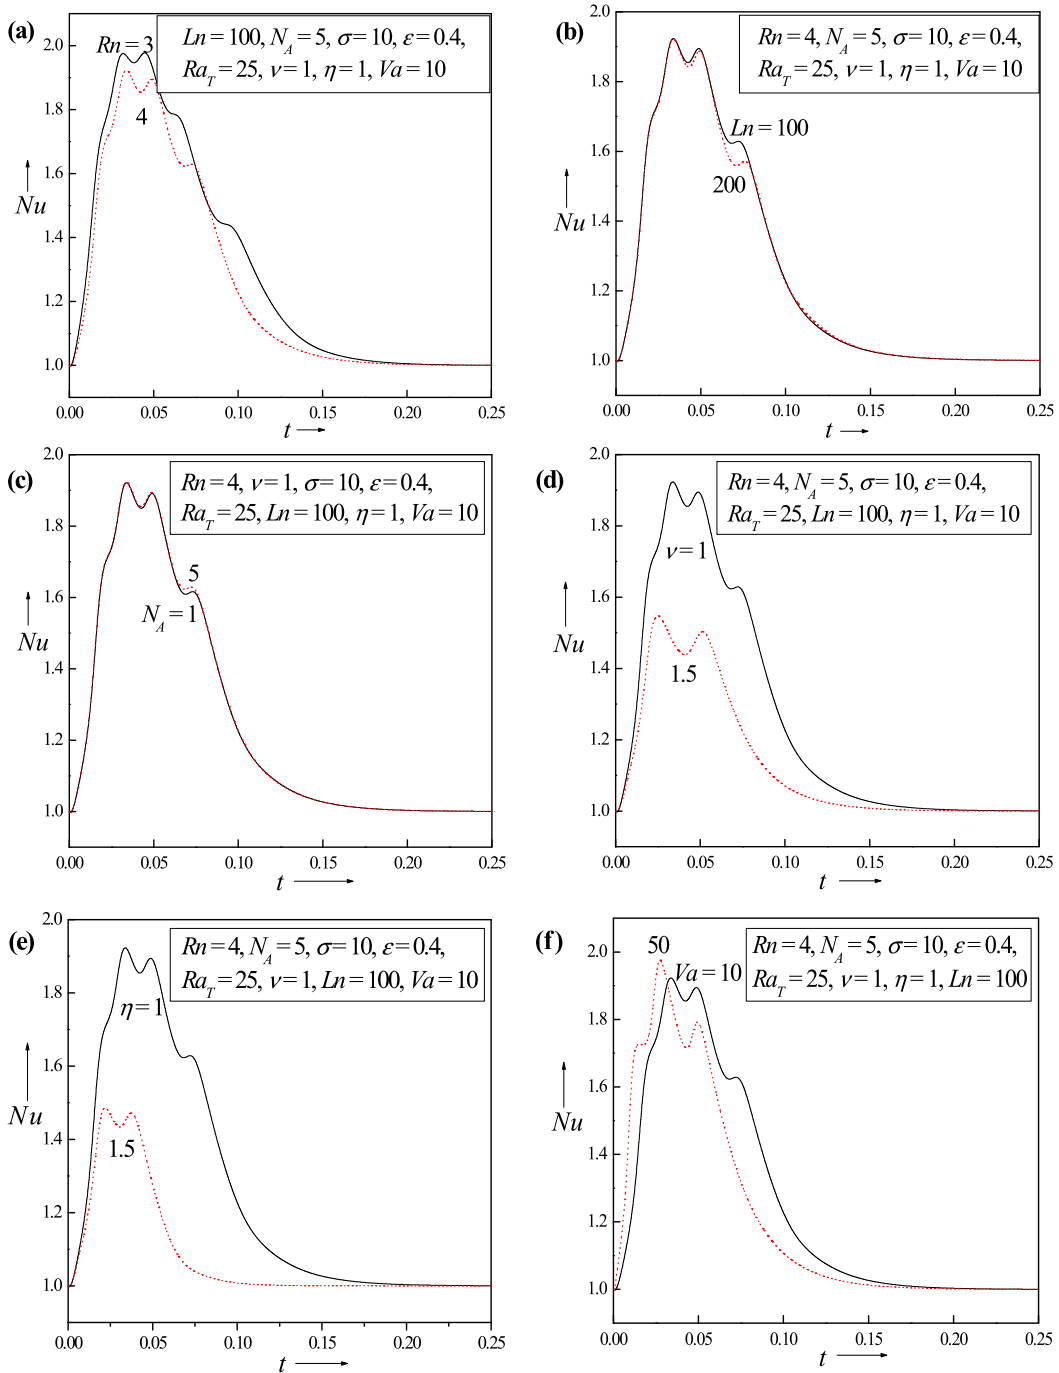 (a)
Rn = 3
Ln = 100, N_A = 5, σ = 10, ε = 0.4,
Ra_T = 25, ν = 1, η = 1, Va = 10
4
2.0
1.8
1.6
1.4
1.2
1.0
Nu
0.00 0.05 0.10 0.15 0.20 0.25
t
(b)
Rn = 4, N_A = 5, σ = 10, ε = 0.4,
Ra_T = 25, ν = 1, η = 1, Va = 10
Ln = 100
200
2.0
1.8
1.6
1.4
1.2
1.0
Nu
0.00 0.05 0.10 0.15 0.20 0.25
t
(c)
Rn = 4, ν = 1, σ = 10, ε = 0.4,
Ra_T = 25, Ln = 100, η = 1, Va = 10
5
N_A = 1
2.0
1.8
1.6
1.4
1.2
1.0
Nu
0.00 0.05 0.10 0.15 0.20 0.25
t
(d)
Rn = 4, N_A = 5, σ = 10, ε = 0.4,
Ra_T = 25, Ln = 100, η = 1, Va = 10
ν = 1
1.5
2.0
1.8
1.6
1.4
1.2
1.0
Nu
0.00 0.05 0.10 0.15 0.20 0.25
t
(e)
Rn = 4, N_A = 5, σ = 10, ε = 0.4,
Ra_T = 25, ν = 1, Ln = 100, Va = 10
η = 1
1.5
2.0
1.8
1.6
1.4
1.2
1.0
Nu
0.00 0.05 0.10 0.15 0.20 0.25
t
(f)
50
Va = 10
Rn = 4, N_A = 5, σ = 10, ε = 0.4,
Ra_T = 25, ν = 1, η = 1, Ln = 100
2.0
1.8
1.6
1.4
1.2
1.0
Nu
0.00 0.05 0.10 0.15 0.20 0.25
t